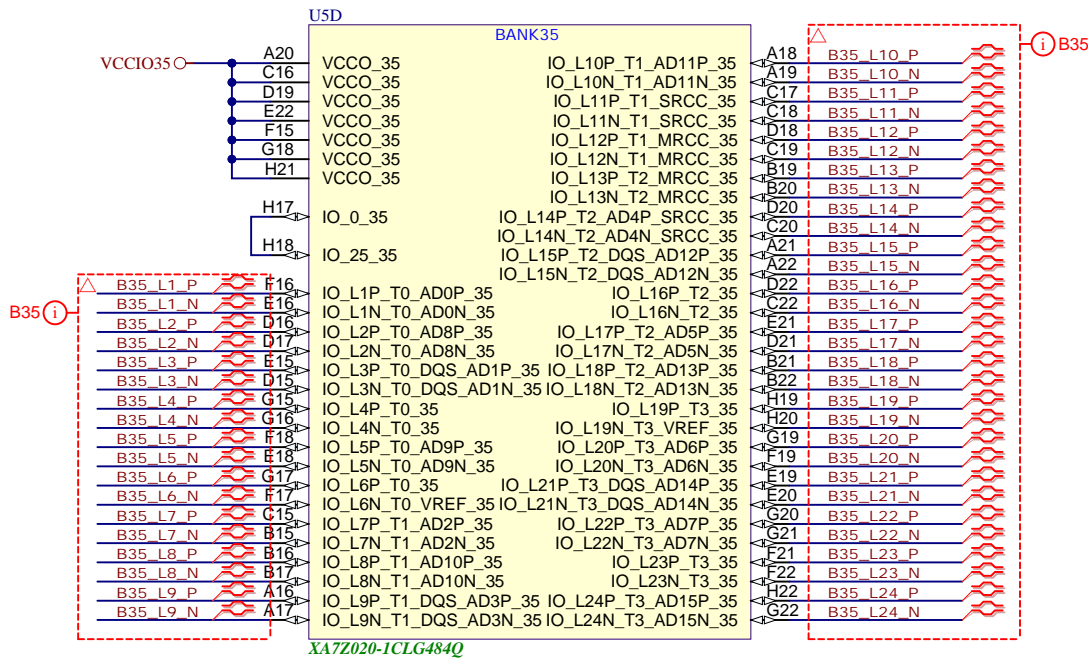 U5D
BANK35
VCCIO35
A20 VCCO_35
C16 VCCO_35
D19 VCCO_35
E22 VCCO_35
F15 VCCO_35
G18 VCCO_35
H21 VCCO_35
H17 IO_0_35
H18 IO_25_35
B35 i
B35_L1_P F16 IO_L1P_T0_AD0P_35
B35_L1_N E16 IO_L1N_T0_AD0N_35
B35_L2_P D16 IO_L2P_T0_AD8P_35
B35_L2_N D17 IO_L2N_T0_AD8N_35
B35_L3_P E15 IO_L3P_T0_DQS_AD1P_35
B35_L3_N D15 IO_L3N_T0_DQS_AD1N_35
B35_L4_P G15 IO_L4P_T0_35
B35_L4_N G16 IO_L4N_T0_35
B35_L5_P F18 IO_L5P_T0_AD9P_35
B35_L5_N E18 IO_L5N_T0_AD9N_35
B35_L6_P G17 IO_L6P_T0_35
B35_L6_N F17 IO_L6N_T0_VREF_35
B35_L7_P C15 IO_L7P_T1_AD2P_35
B35_L7_N B15 IO_L7N_T1_AD2N_35
B35_L8_P B16 IO_L8P_T1_AD10P_35
B35_L8_N B17 IO_L8N_T1_AD10N_35
B35_L9_P A16 IO_L9P_T1_DQS_AD3P_35
B35_L9_N A17 IO_L9N_T1_DQS_AD3N_35
IO_L10P_T1_AD11P_35 A18 B35_L10_P
IO_L10N_T1_AD11N_35 A19 B35_L10_N
IO_L11P_T1_SRCC_35 C17 B35_L11_P
IO_L11N_T1_SRCC_35 C18 B35_L11_N
IO_L12P_T1_MRCC_35 D18 B35_L12_P
IO_L12N_T1_MRCC_35 C19 B35_L12_N
IO_L13P_T2_MRCC_35 B19 B35_L13_P
IO_L13N_T2_MRCC_35 B20 B35_L13_N
IO_L14P_T2_AD4P_SRCC_35 D20 B35_L14_P
IO_L14N_T2_AD4N_SRCC_35 C20 B35_L14_N
IO_L15P_T2_DQS_AD12P_35 A21 B35_L15_P
IO_L15N_T2_DQS_AD12N_35 A22 B35_L15_N
IO_L16P_T2_35 D22 B35_L16_P
IO_L16N_T2_35 C22 B35_L16_N
IO_L17P_T2_AD5P_35 E21 B35_L17_P
IO_L17N_T2_AD5N_35 D21 B35_L17_N
IO_L18P_T2_AD13P_35 B21 B35_L18_P
IO_L18N_T2_AD13N_35 B22 B35_L18_N
IO_L19P_T3_35 H19 B35_L19_P
IO_L19N_T3_VREF_35 H20 B35_L19_N
IO_L20P_T3_AD6P_35 G19 B35_L20_P
IO_L20N_T3_AD6N_35 F19 B35_L20_N
IO_L21P_T3_DQS_AD14P_35 E19 B35_L21_P
IO_L21N_T3_DQS_AD14N_35 E20 B35_L21_N
IO_L22P_T3_AD7P_35 G20 B35_L22_P
IO_L22N_T3_AD7N_35 G21 B35_L22_N
IO_L23P_T3_35 F21 B35_L23_P
IO_L23N_T3_35 F22 B35_L23_N
IO_L24P_T3_AD15P_35 H22 B35_L24_P
IO_L24N_T3_AD15N_35 G22 B35_L24_N
i B35
XA7Z020-1CLG484Q